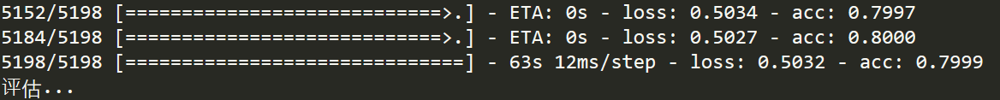 5152/5198 [============================>.] - ETA: 0s - loss: 0.5034 - acc: 0.7997
5184/5198 [============================>.] - ETA: 0s - loss: 0.5027 - acc: 0.8000
5198/5198 [==============================] - 63s 12ms/step - loss: 0.5032 - acc: 0.7999
评估...